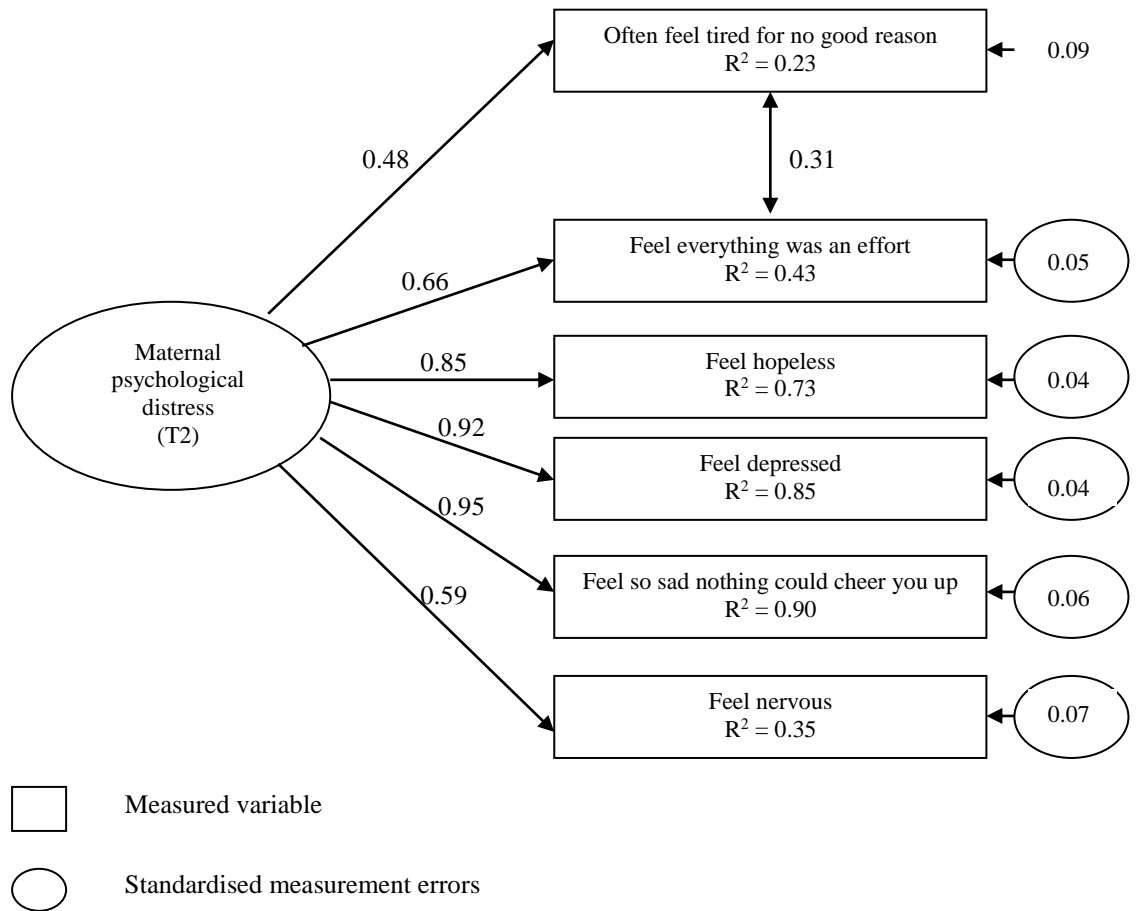 Often feel tired for no good reason
R² = 0.23
0.09
0.48
0.31
Feel everything was an effort
R² = 0.43
0.05
0.66
Maternal
psychological
distress
(T2)
0.85
Feel hopeless
R² = 0.73
0.04
0.92
Feel depressed
R² = 0.85
0.04
0.95
Feel so sad nothing could cheer you up
R² = 0.90
0.06
0.59
Feel nervous
R² = 0.35
0.07
Measured variable
Standardised measurement errors